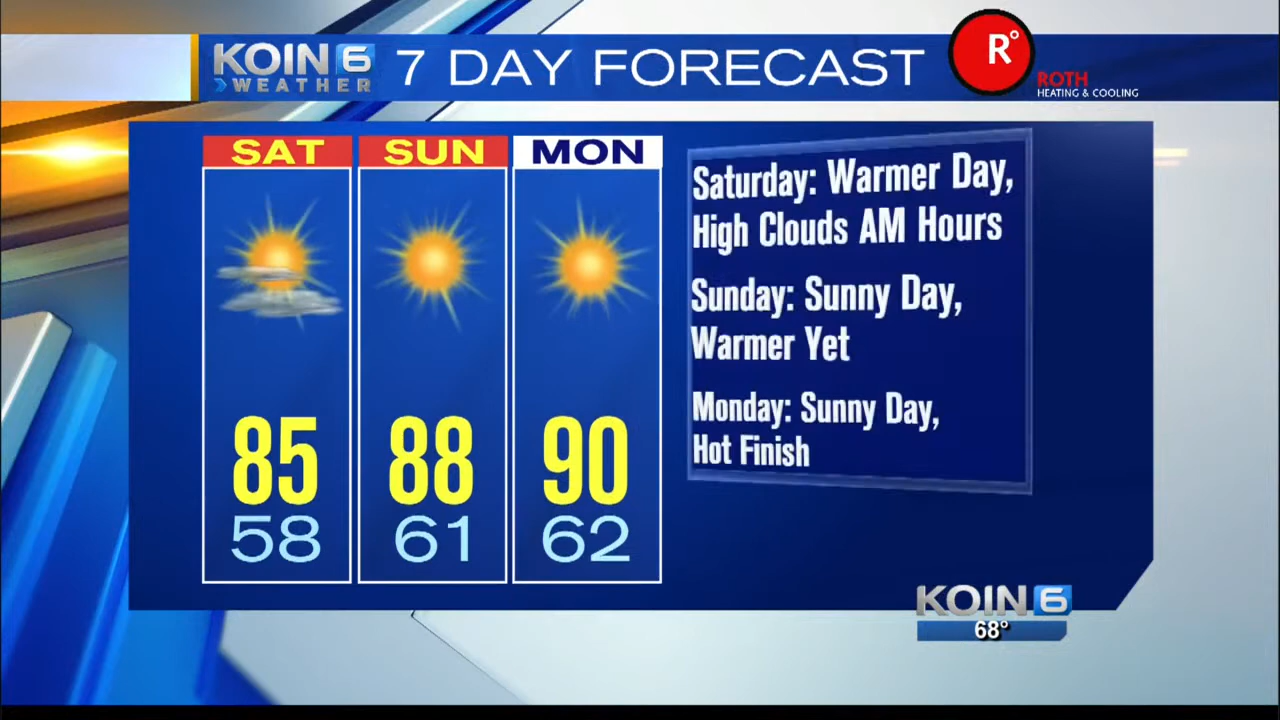 KOIN 6
WEATHER
7 DAY FORECAST
R°
ROTH
HEATING & COOLING
SAT
SUN
MON
85
88
90
58
61
62
Saturday: Warmer Day,
High Clouds AM Hours
Sunday: Sunny Day,
Warmer Yet
Monday: Sunny Day,
Hot Finish
KOIN 6
68°